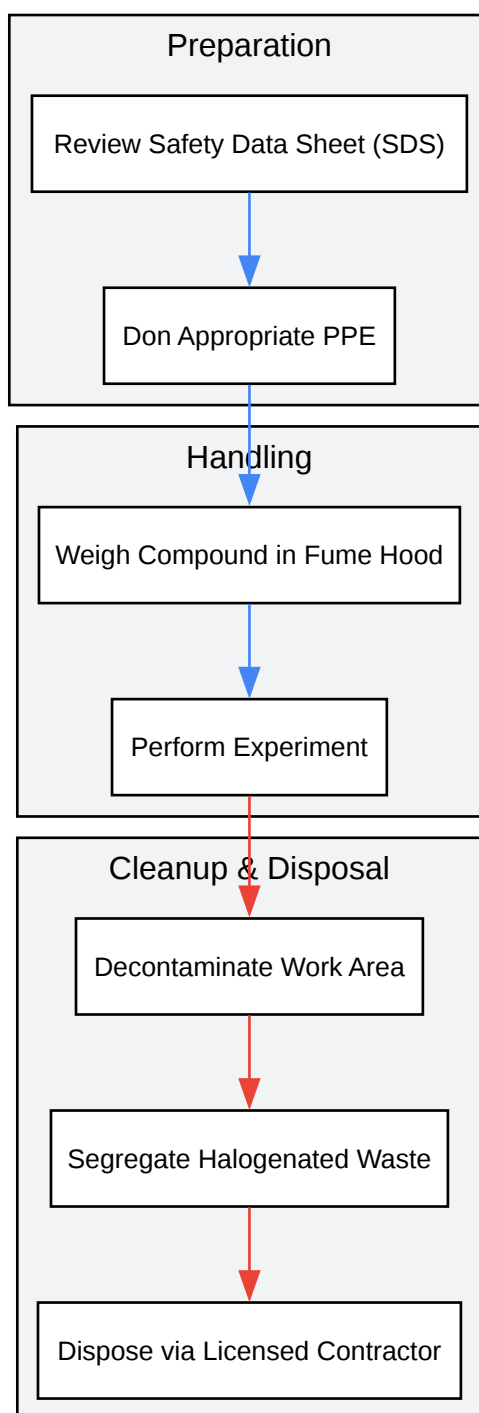 Preparation
Review Safety Data Sheet (SDS)
Don Appropriate PPE
Handling
Weigh Compound in Fume Hood
Perform Experiment
Cleanup & Disposal
Decontaminate Work Area
Segregate Halogenated Waste
Dispose via Licensed Contractor